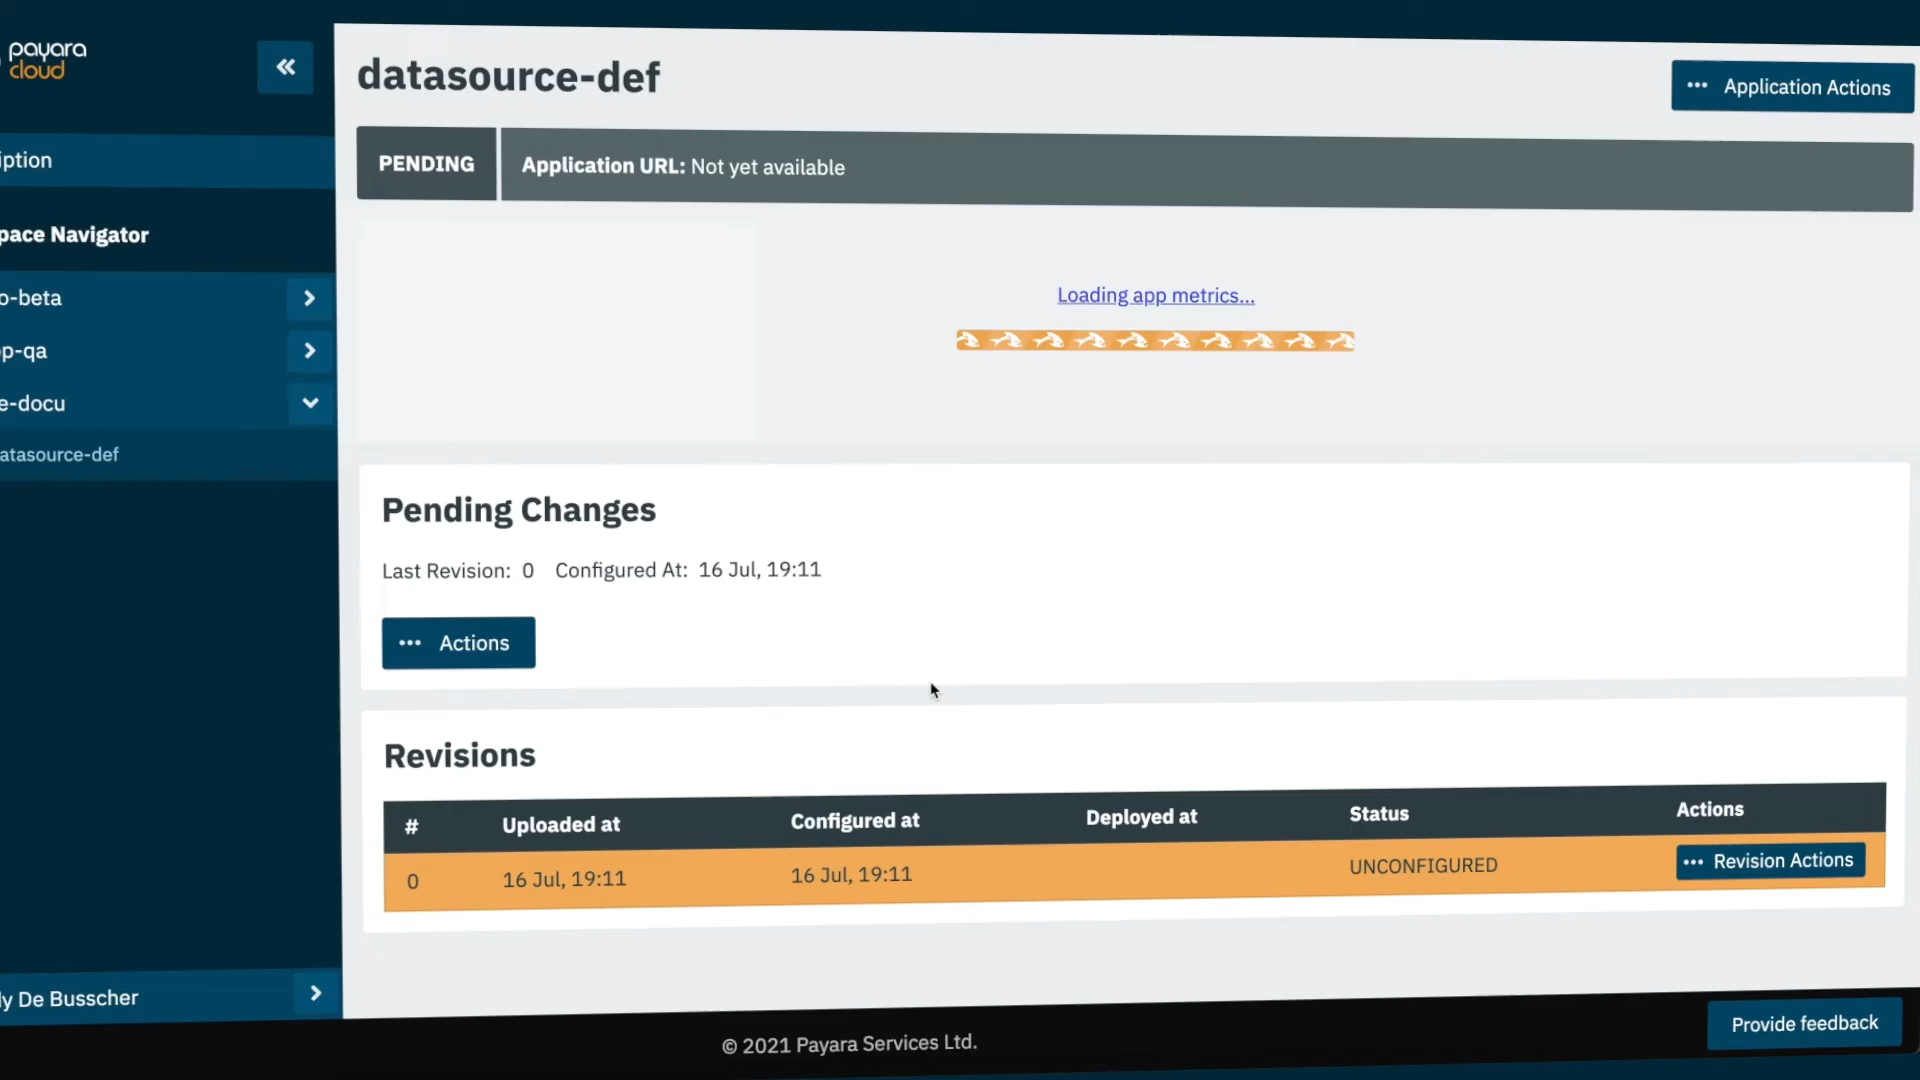 payara
cloud
datasource-def
Application Actions
iption
PENDING
Application URL: Not yet available
pace Navigator
o-beta
Loading app metrics...
p-qa
e-docu
atasource-def
Pending Changes
Last Revision: 0 Configured At: 16 Jul, 19:11
Actions
Revisions
# Uploaded at Configured at Deployed at Status Actions
0 16 Jul, 19:11 16 Jul, 19:11 UNCONFIGURED Revision Actions
ly De Busscher
© 2021 Payara Services Ltd.
Provide feedback